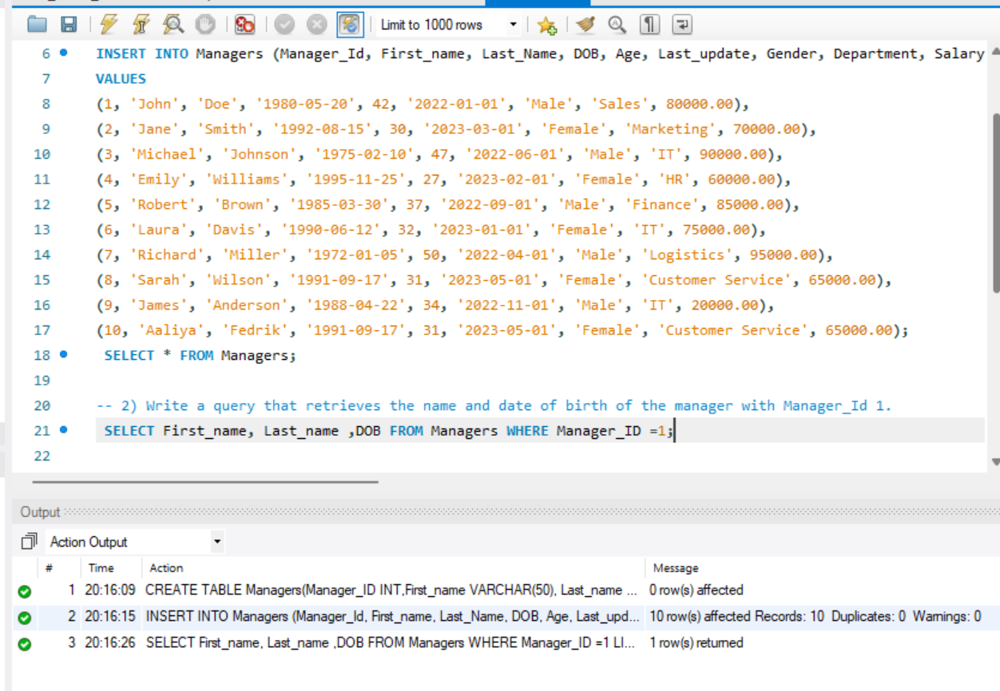 Limit to 1000 rows
6 INSERT INTO Managers (Manager_Id, First_name, Last_Name, DOB, Age, Last_update, Gender, Department, Salary
7 VALUES
8 (1, 'John', 'Doe', '1980-05-20', 42, '2022-01-01', 'Male', 'Sales', 80000.00),
9 (2, 'Jane', 'Smith', '1992-08-15', 30, '2023-03-01', 'Female', 'Marketing', 70000.00),
10 (3, 'Michael', 'Johnson', '1975-02-10', 47, '2022-06-01', 'Male', 'IT', 90000.00),
11 (4, 'Emily', 'Williams', '1995-11-25', 27, '2023-02-01', 'Female', 'HR', 60000.00),
12 (5, 'Robert', 'Brown', '1985-03-30', 37, '2022-09-01', 'Male', 'Finance', 85000.00),
13 (6, 'Laura', 'Davis', '1990-06-12', 32, '2023-01-01', 'Female', 'IT', 75000.00),
14 (7, 'Richard', 'Miller', '1972-01-05', 50, '2022-04-01', 'Male', 'Logistics', 95000.00),
15 (8, 'Sarah', 'Wilson', '1991-09-17', 31, '2023-05-01', 'Female', 'Customer Service', 65000.00),
16 (9, 'James', 'Anderson', '1988-04-22', 34, '2022-11-01', 'Male', 'IT', 20000.00),
17 (10, 'Aaliya', 'Fedrik', '1991-09-17', 31, '2023-05-01', 'Female', 'Customer Service', 65000.00);
18 SELECT * FROM Managers;
19
20 -- 2) Write a query that retrieves the name and date of birth of the manager with Manager_Id 1.
21 SELECT First_name, Last_name ,DOB FROM Managers WHERE Manager_ID =1;
22
Output
Action Output
# Time Action Message
1 20:16:09 CREATE TABLE Managers(Manager_ID INT,First_name VARCHAR(50), Last_name ... 0 row(s) affected
2 20:16:15 INSERT INTO Managers (Manager_Id, First_name, Last_Name, DOB, Age, Last_upd... 10 row(s) affected Records: 10 Duplicates: 0 Warnings: 0
3 20:16:26 SELECT First_name, Last_name ,DOB FROM Managers WHERE Manager_ID =1 LI... 1 row(s) returned